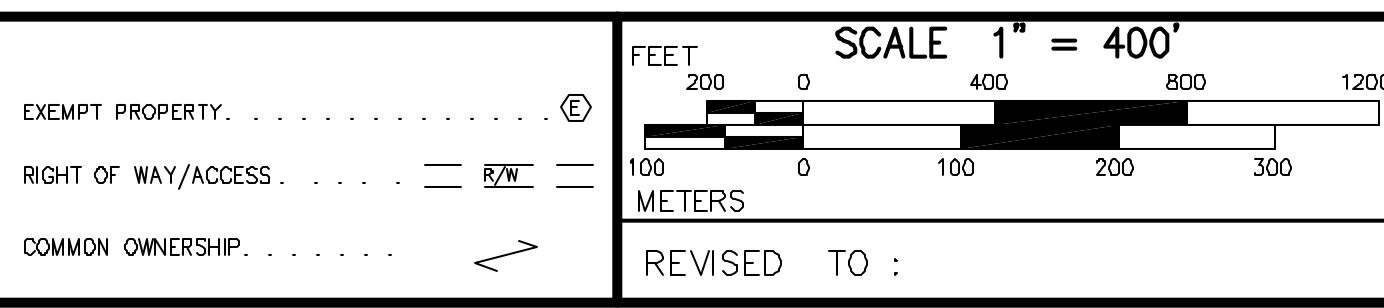 EXEMPT PROPERTY. . . . . . . . . . . . . . E
RIGHT OF WAY/ACCESS . . . . . R/W
COMMON OWNERSHIP. . . . . . .
SCALE 1" = 400'
FEET
200 0 400 800 1200
100 0 100 200 300
METERS
REVISED TO :